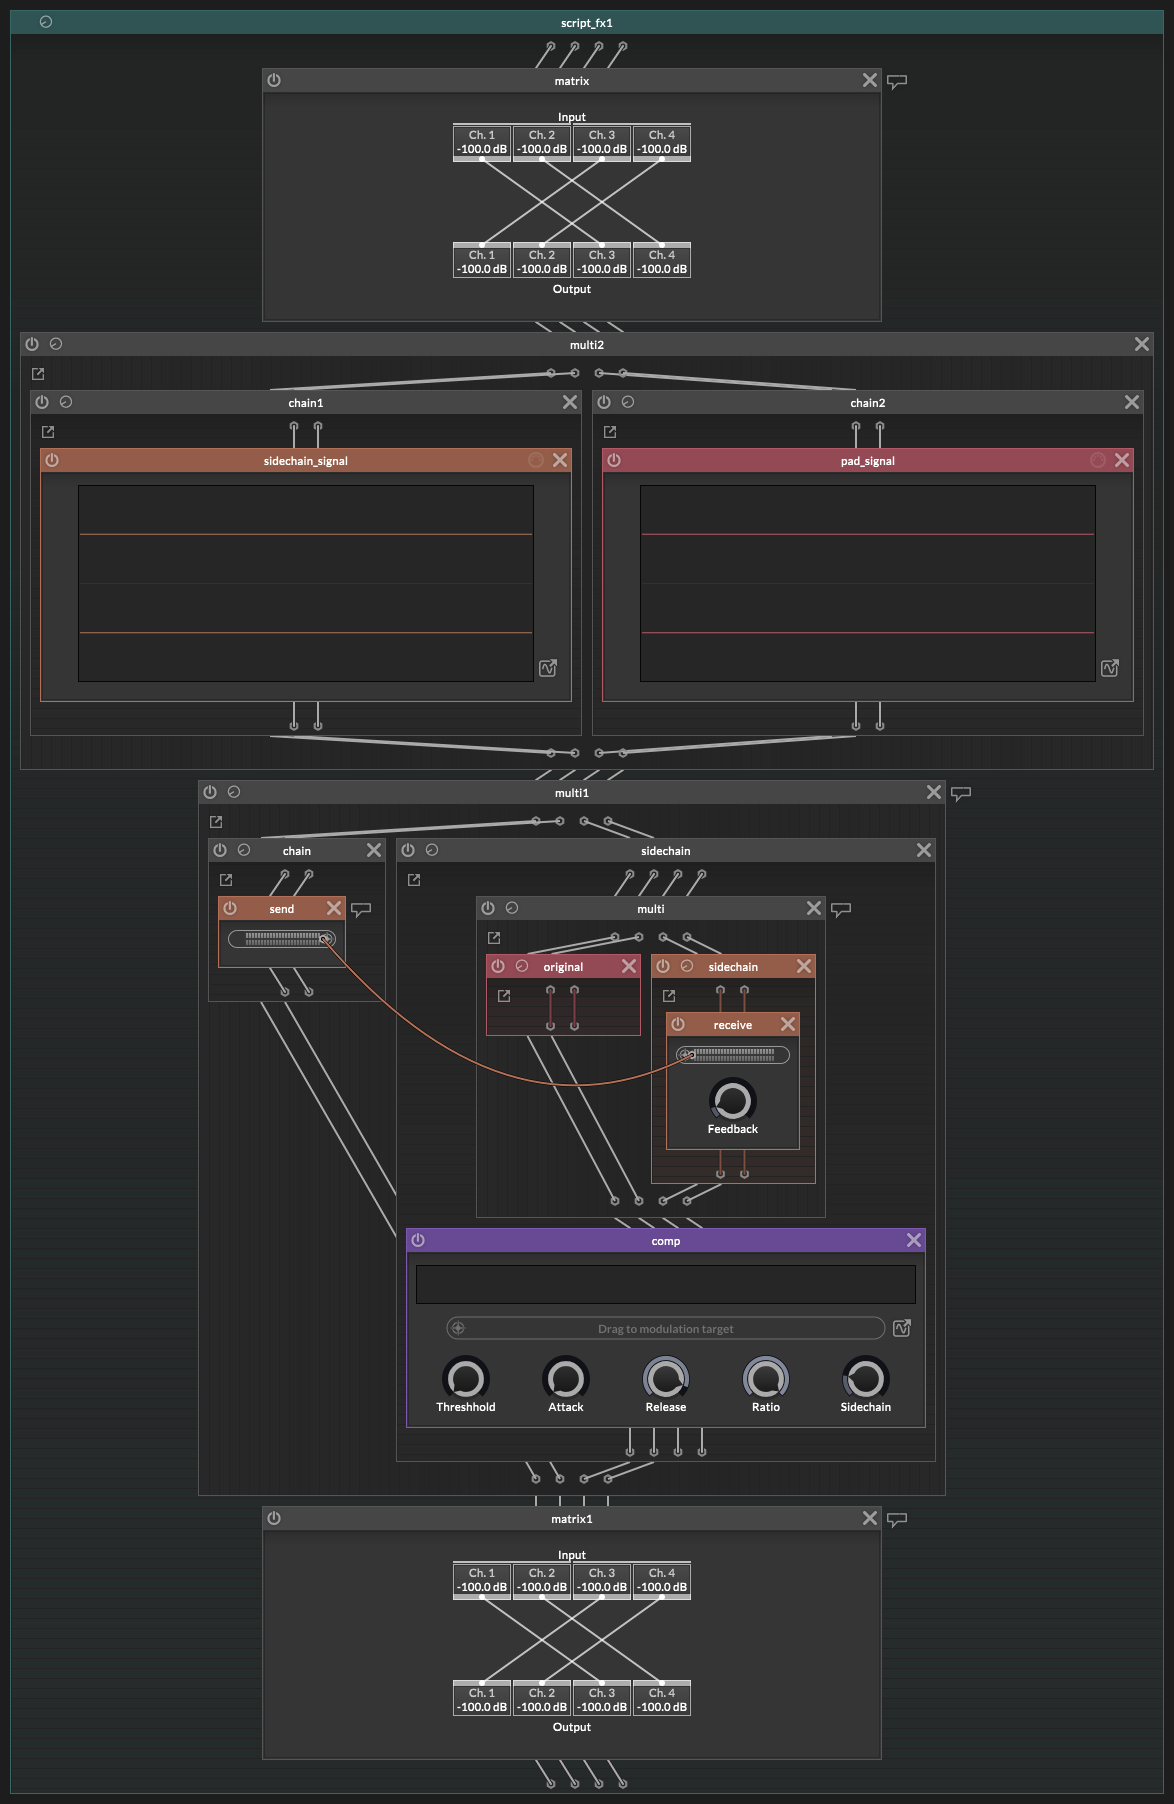 script_fx1
matrix
Input
Ch. 1 Ch. 2 Ch. 3 Ch. 4
-100.0 dB -100.0 dB -100.0 dB -100.0 dB
Ch. 1 Ch. 2 Ch. 3 Ch. 4
-100.0 dB -100.0 dB -100.0 dB -100.0 dB
Output
multi2
chain1 chain2
sidechain_signal pad_signal
multi1
chain sidechain
send multi
original sidechain
receive
Feedback
comp
Drag to modulation target
Threshhold Attack Release Ratio Sidechain
matrix1
Input
Ch. 1 Ch. 2 Ch. 3 Ch. 4
-100.0 dB -100.0 dB -100.0 dB -100.0 dB
Ch. 1 Ch. 2 Ch. 3 Ch. 4
-100.0 dB -100.0 dB -100.0 dB -100.0 dB
Output